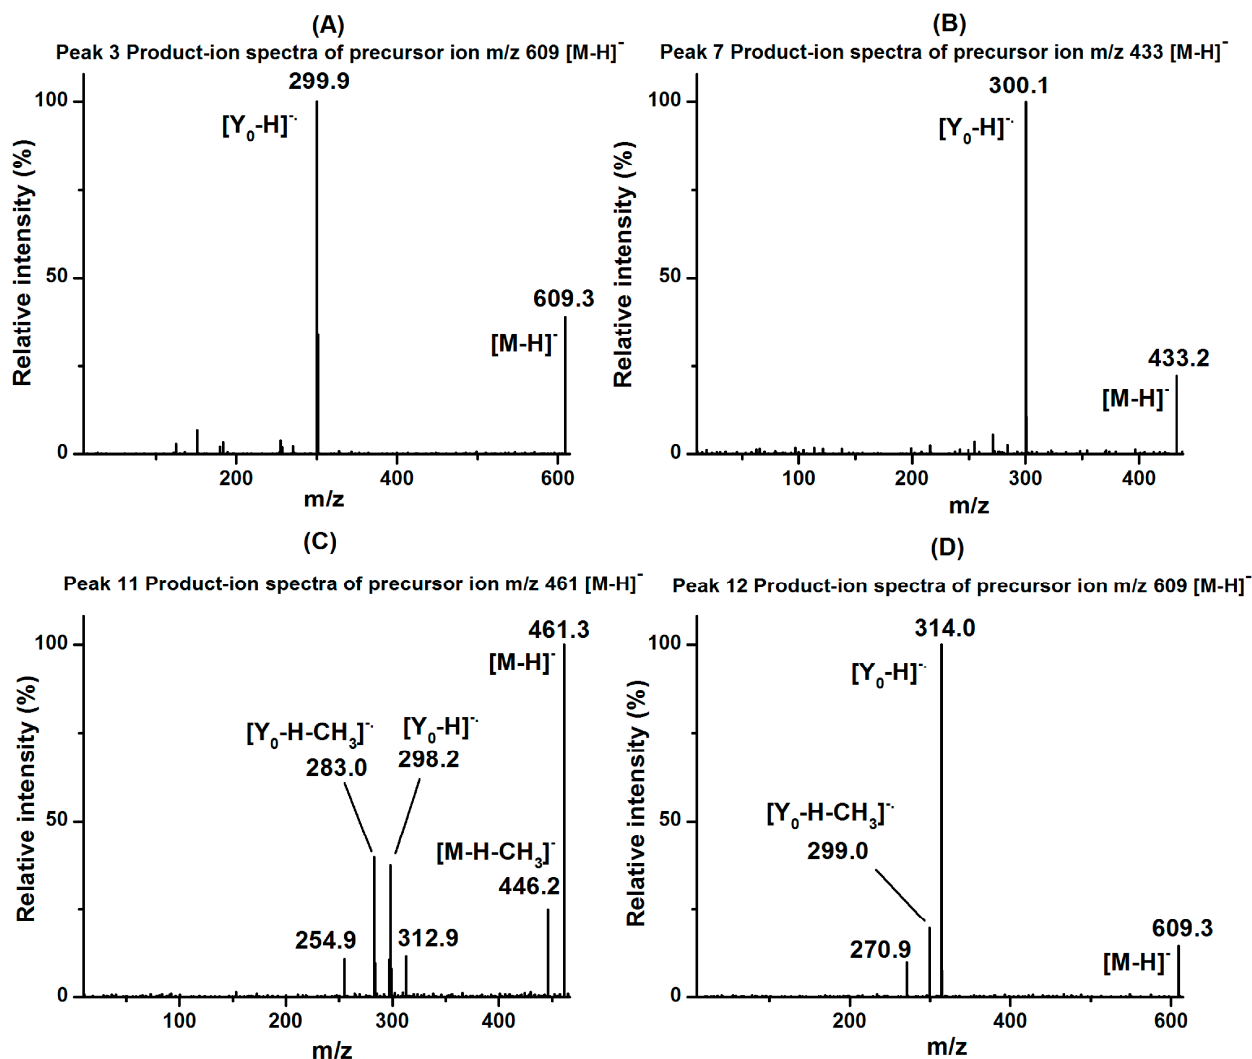 (A)
Peak 3 Product-ion spectra of precursor ion m/z 609 [M-H]⁻
299.9
[Y₀-H]⁻·
609.3
[M-H]⁻
Relative intensity (%)
100
50
0
200
400
600
m/z
(B)
Peak 7 Product-ion spectra of precursor ion m/z 433 [M-H]⁻
300.1
[Y₀-H]⁻·
433.2
[M-H]⁻
Relative intensity (%)
100
50
0
100
200
300
400
m/z
(C)
Peak 11 Product-ion spectra of precursor ion m/z 461 [M-H]⁻
461.3
[M-H]⁻
[Y₀-H-CH₃]⁻·
283.0
[Y₀-H]⁻·
298.2
[M-H-CH₃]⁻
446.2
254.9
312.9
Relative intensity (%)
100
50
0
100
200
300
400
m/z
(D)
Peak 12 Product-ion spectra of precursor ion m/z 609 [M-H]⁻
314.0
[Y₀-H]⁻·
[Y₀-H-CH₃]⁻·
299.0
270.9
609.3
[M-H]⁻
Relative intensity (%)
100
50
0
200
400
600
m/z